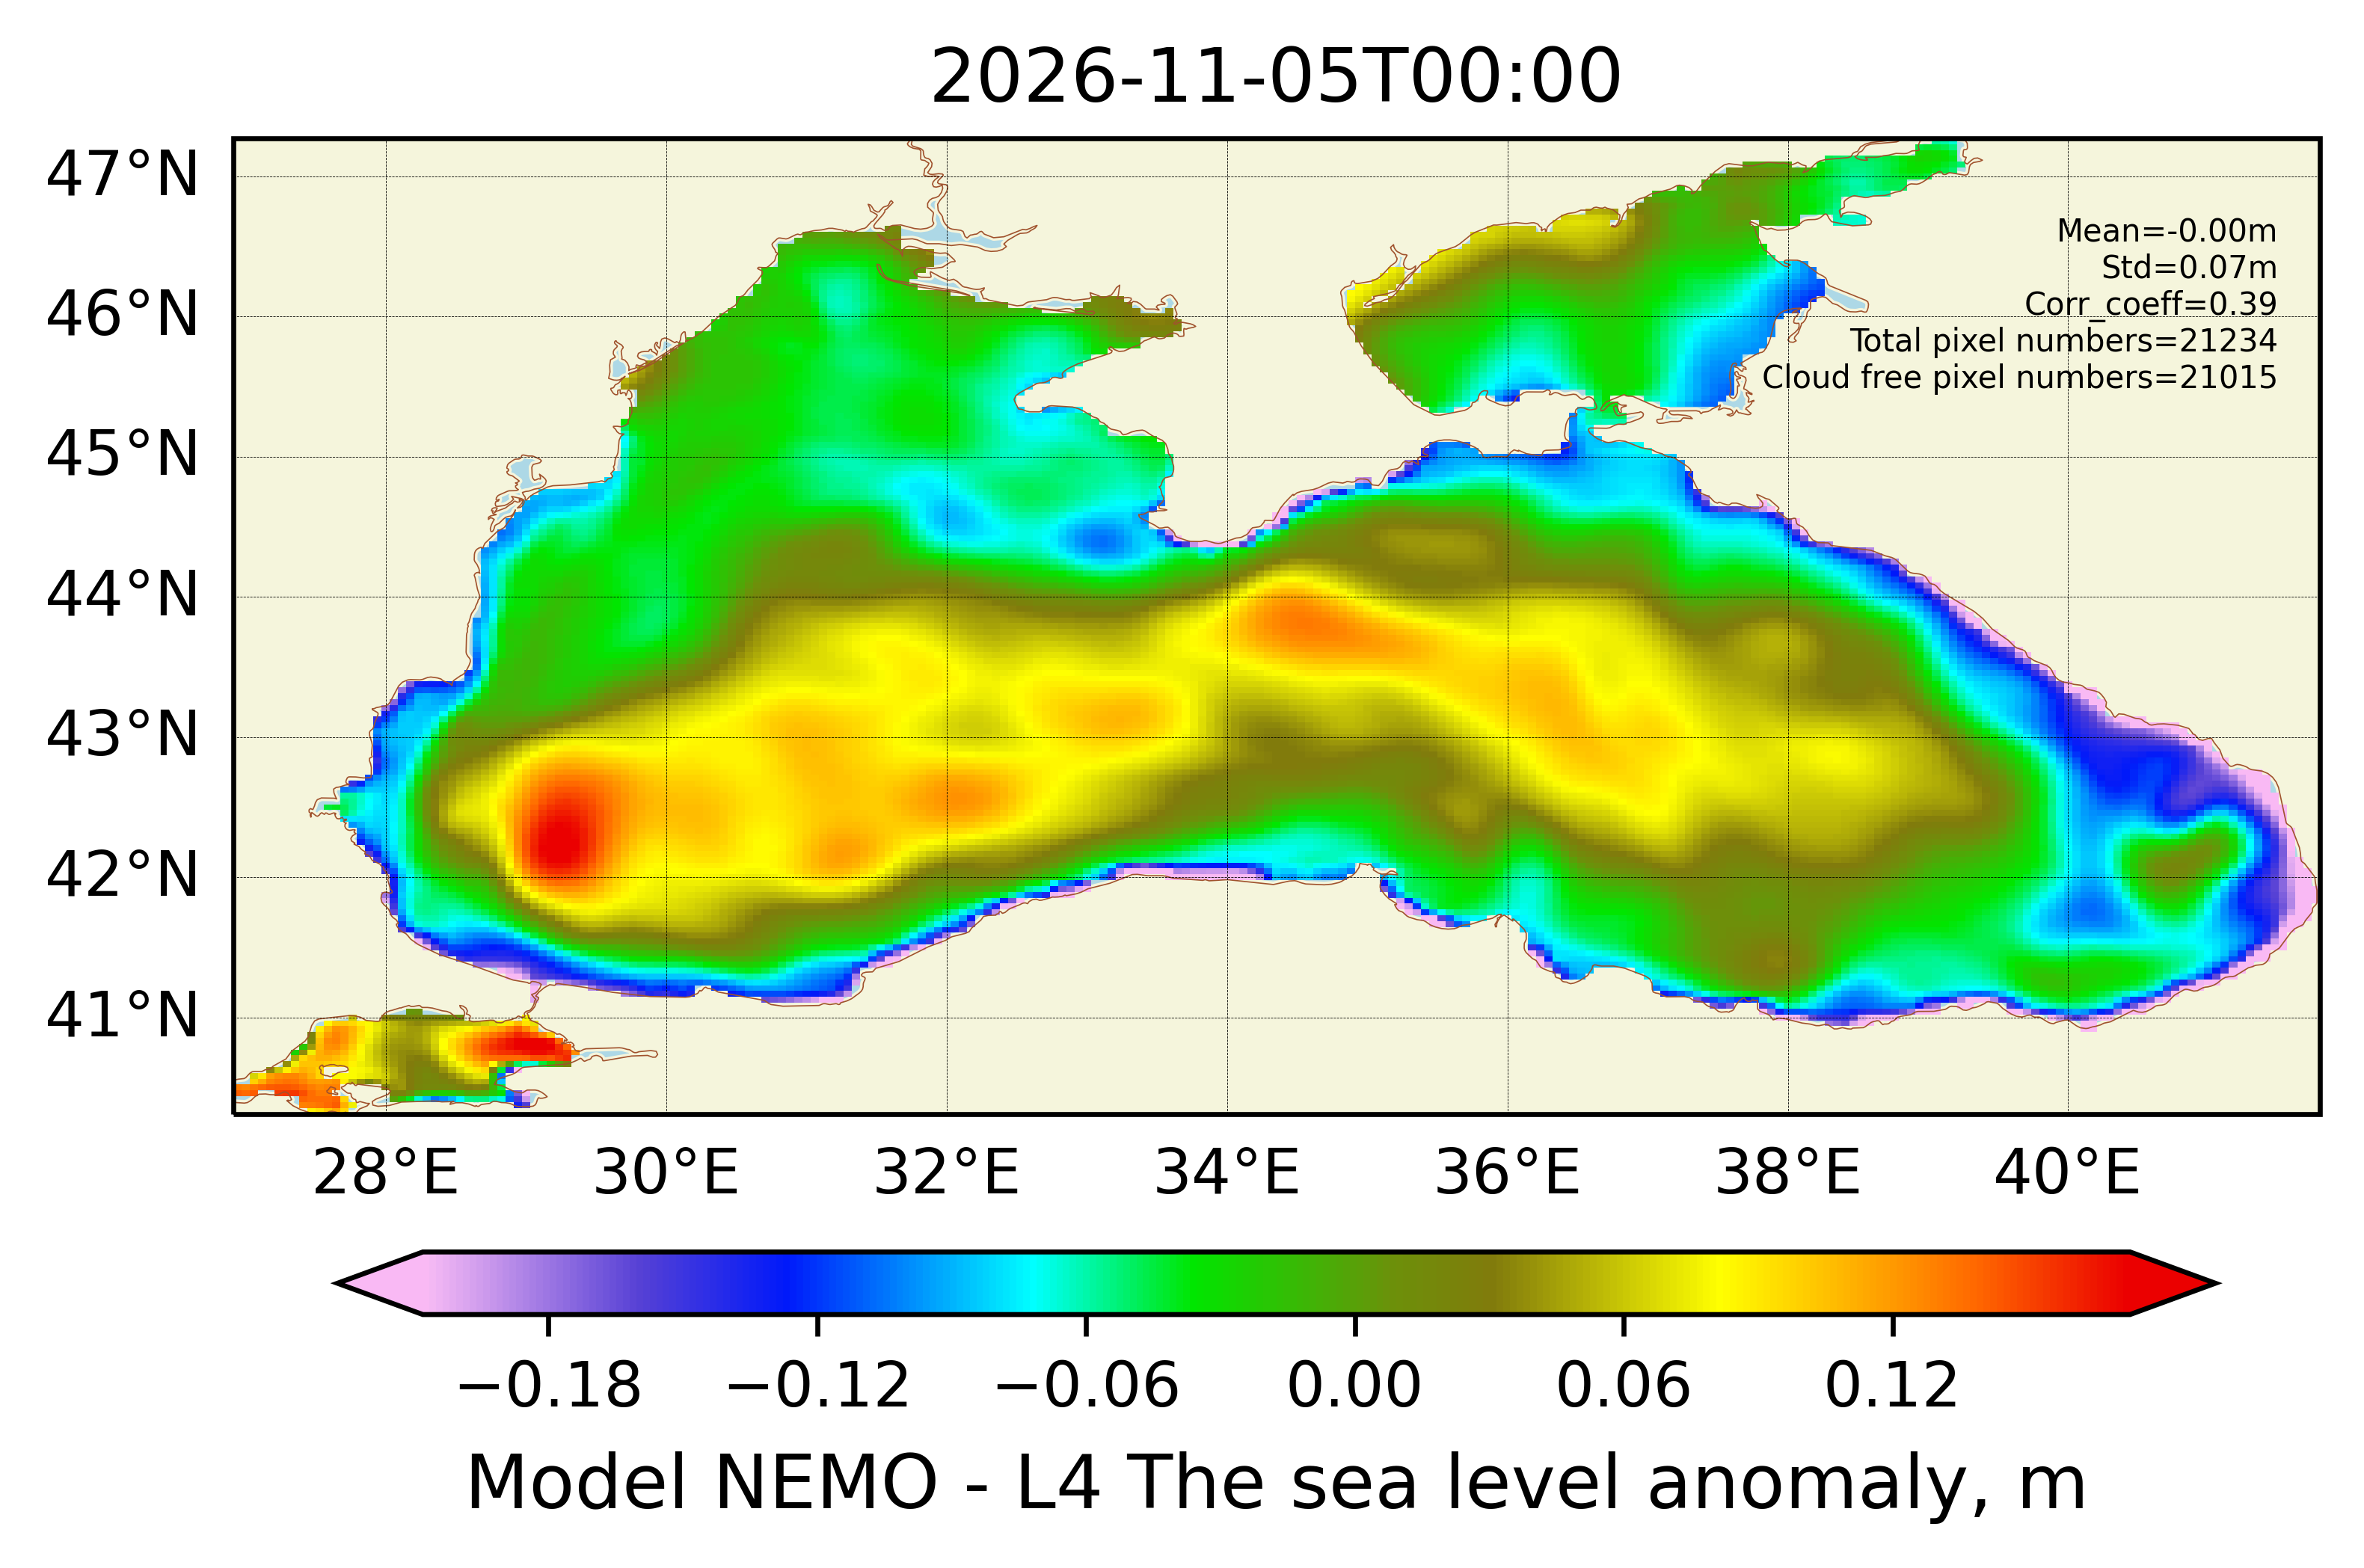 2026-11-05T00:00
47°N
46°N
45°N
44°N
43°N
42°N
41°N
Mean=-0.00m
Std=0.07m
Corr_coeff=0.39
Total pixel numbers=21234
Cloud free pixel numbers=21015
28°E 30°E 32°E 34°E 36°E 38°E 40°E
−0.18 −0.12 −0.06 0.00 0.06 0.12
Model NEMO - L4 The sea level anomaly, m